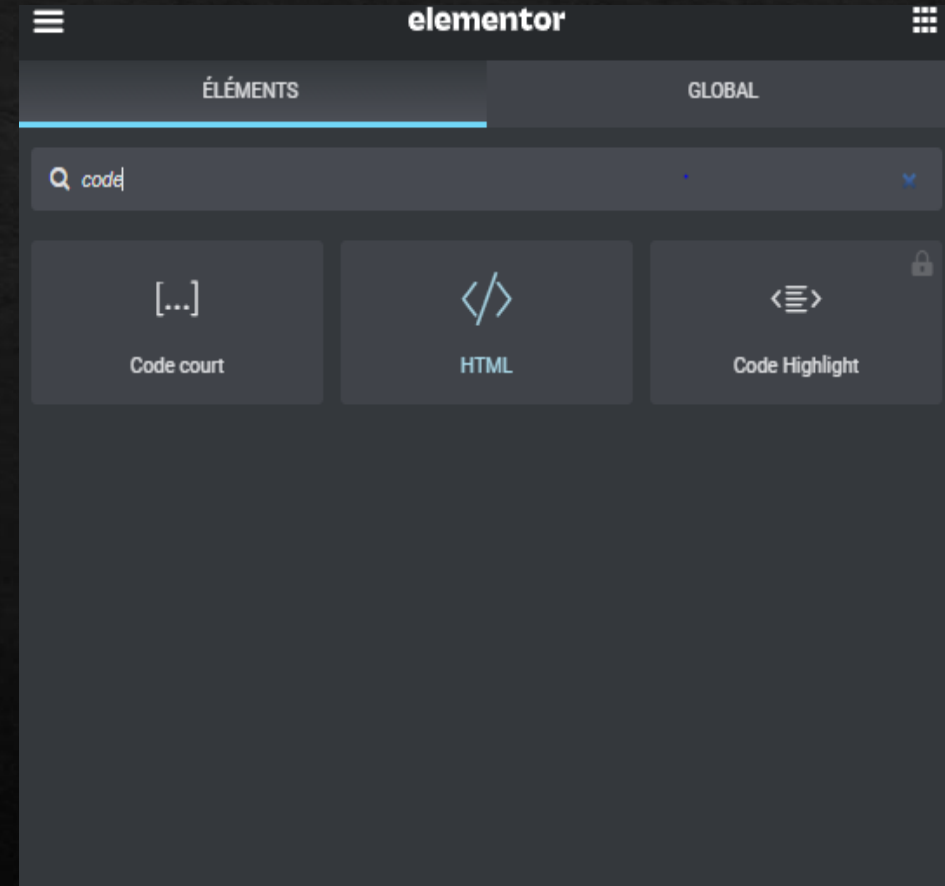 elementor
ÉLÉMENTS GLOBAL
code
[...] </>
Code court HTML Code Highlight